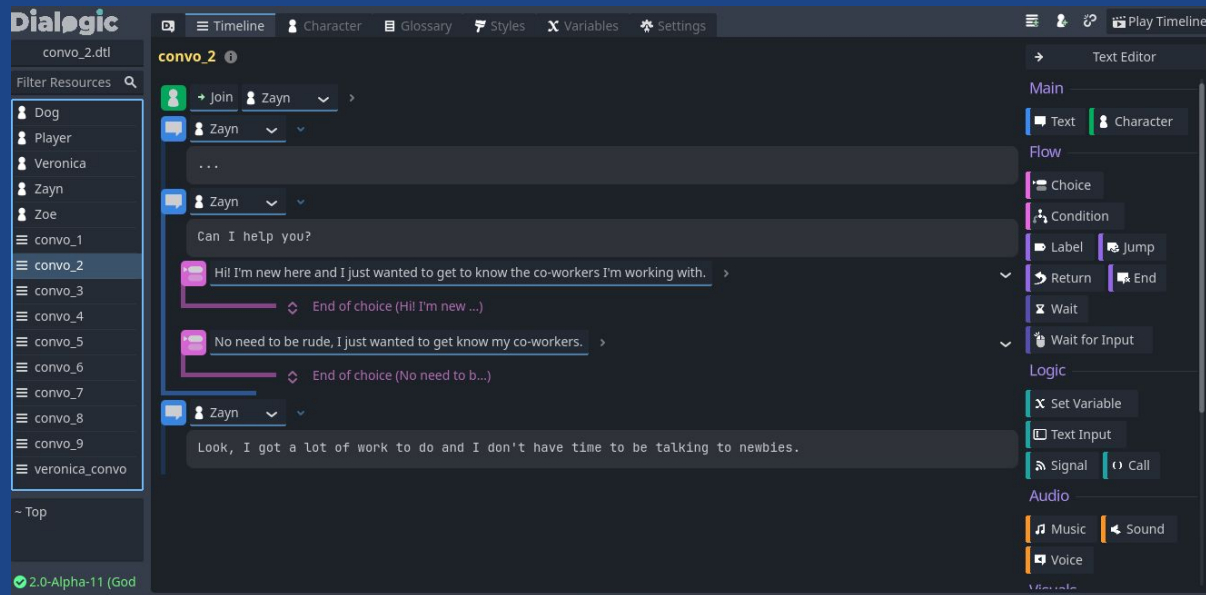 Dialogic
Timeline Character Glossary Styles Variables Settings
Play Timeline
convo_2.dtl
convo_2
Text Editor
Filter Resources
Dog
Player
Veronica
Zayn
Zoe
convo_1
convo_2
convo_3
convo_4
convo_5
convo_6
convo_7
convo_8
convo_9
veronica_convo
~ Top
2.0-Alpha-11 (God
Join Zayn
Zayn
...
Zayn
Can I help you?
Hi! I'm new here and I just wanted to get to know the co-workers I'm working with.
End of choice (Hi! I'm new ...)
No need to be rude, I just wanted to get know my co-workers.
End of choice (No need to b...)
Zayn
Look, I got a lot of work to do and I don't have time to be talking to newbies.
Main
Text Character
Flow
Choice
Condition
Label Jump
Return End
Wait
Wait for Input
Logic
Set Variable
Text Input
Signal Call
Audio
Music Sound
Voice
Visuals